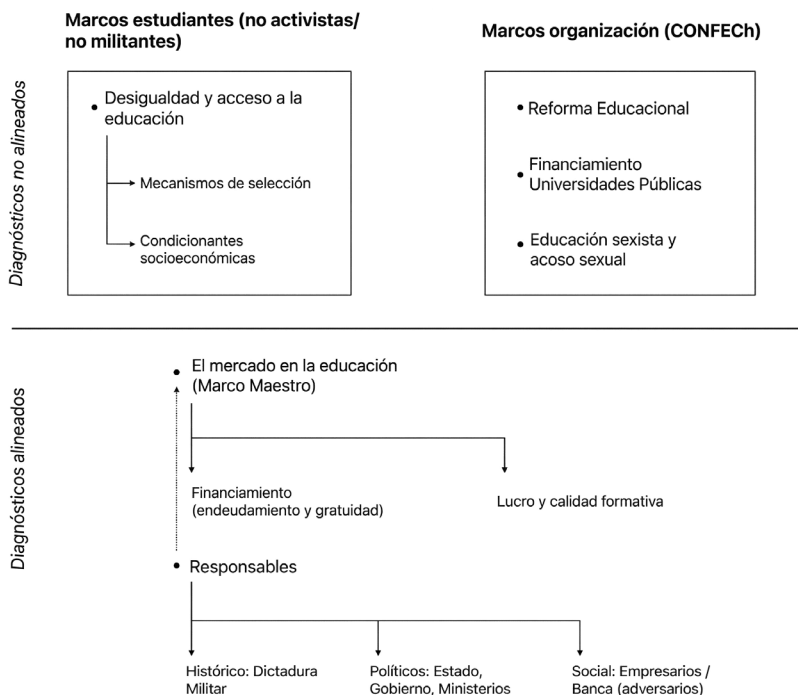 Marcos estudiantes (no activistas/
no militantes)
Marcos organización (CONFECh)
Diagnósticos no alineados
• Desigualdad y acceso a la
educación
Mecanismos de selección
Condicionantes
socioeconómicas
• Reforma Educacional
• Financiamiento
Universidades Públicas
• Educación sexista y
acoso sexual
Diagnósticos alineados
• El mercado en la educación
(Marco Maestro)
Financiamiento
(endeudamiento y gratuidad)
Lucro y calidad formativa
• Responsables
Histórico: Dictadura
Militar
Políticos: Estado,
Gobierno, Ministerios
Social: Empresarios /
Banca (adversarios)